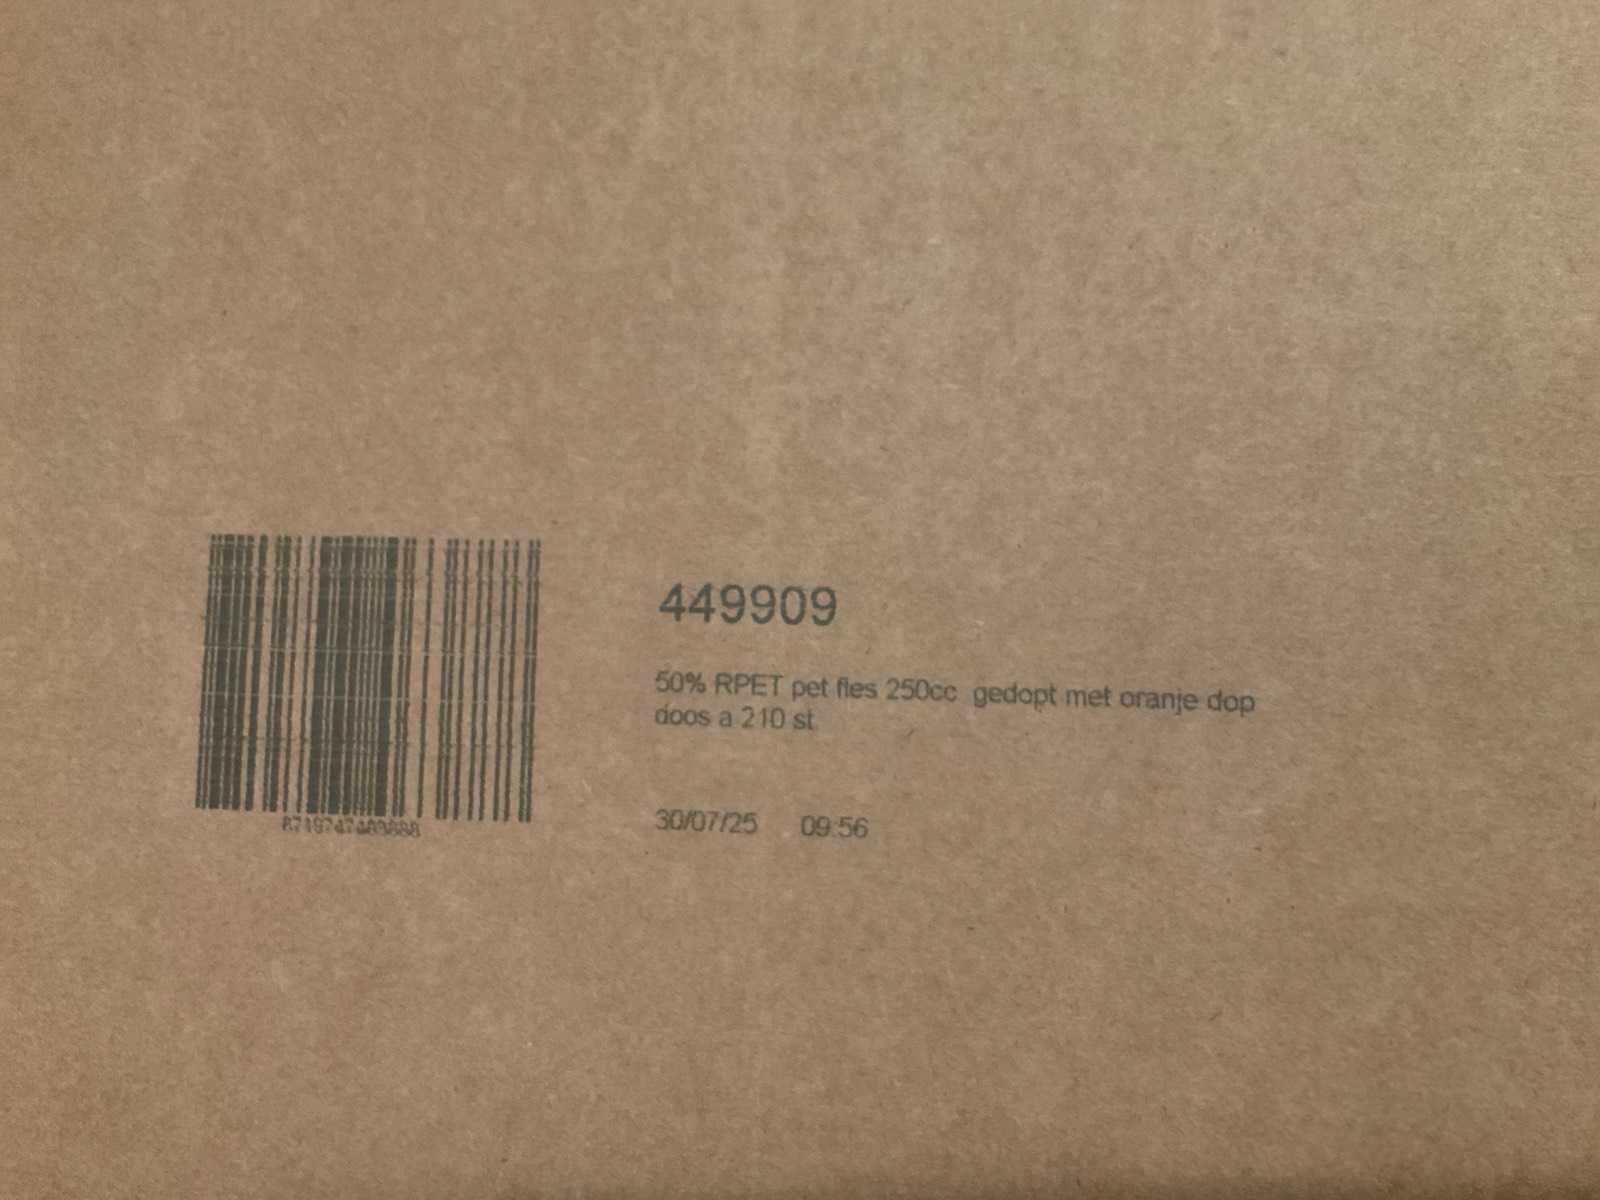 449909
50% RPET pet fles 250cc gedopt met oranje dop
doos a 210 st
30/07/25 09:56